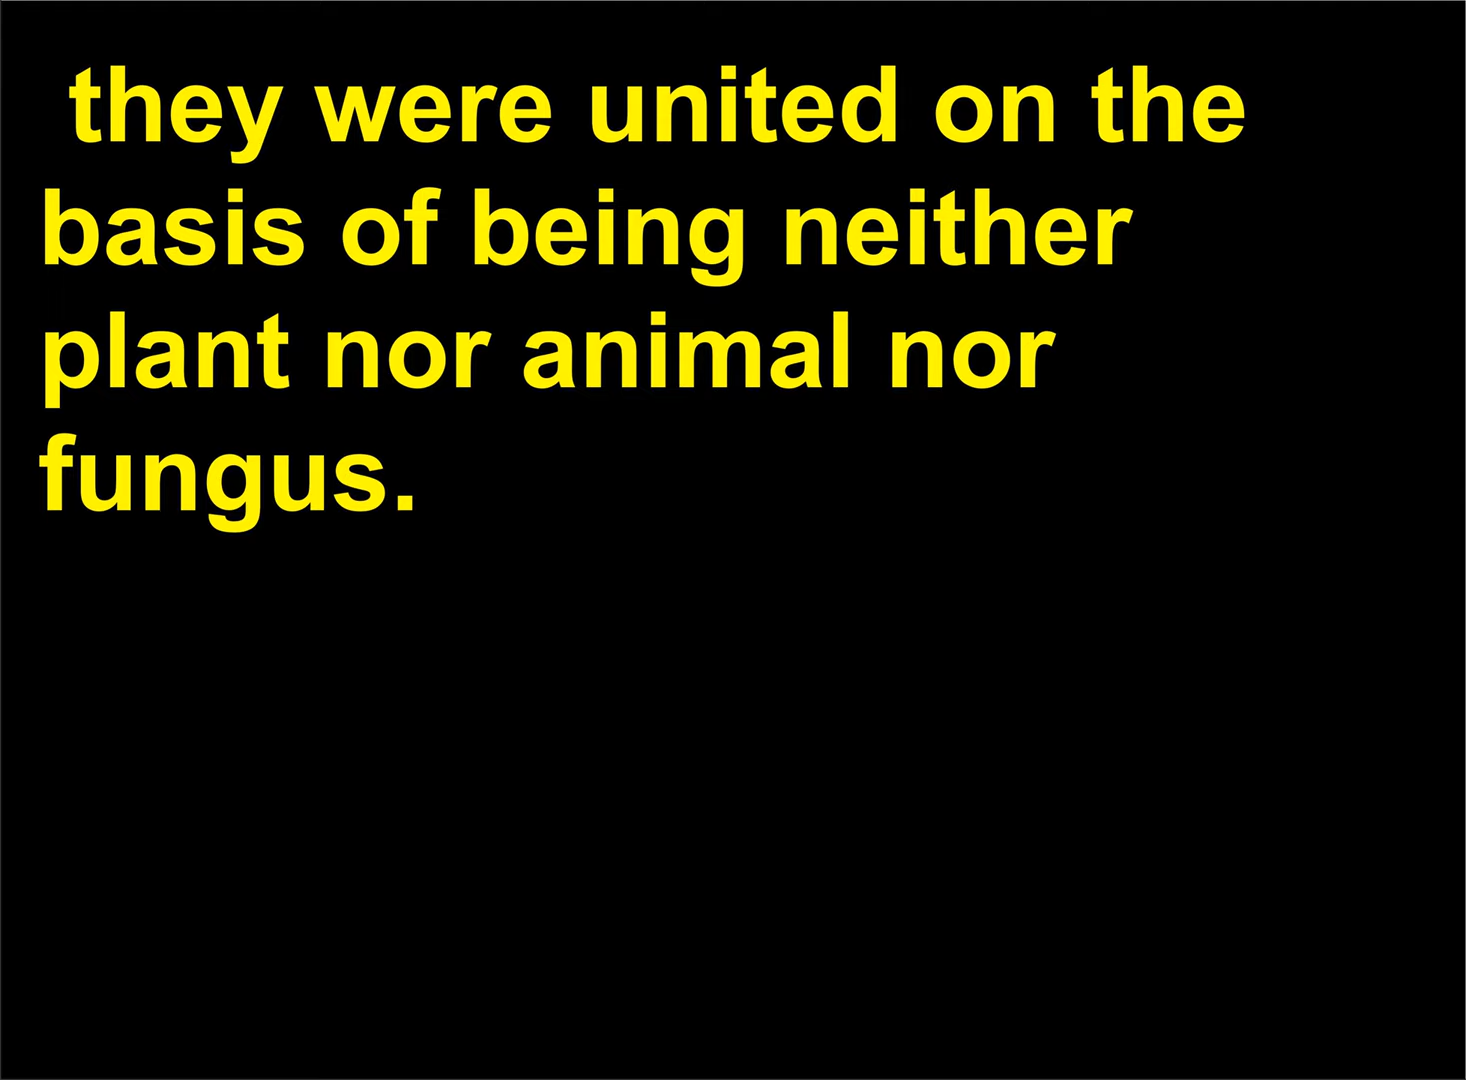 they were united on the
basis of being neither
plant nor animal nor
fungus.